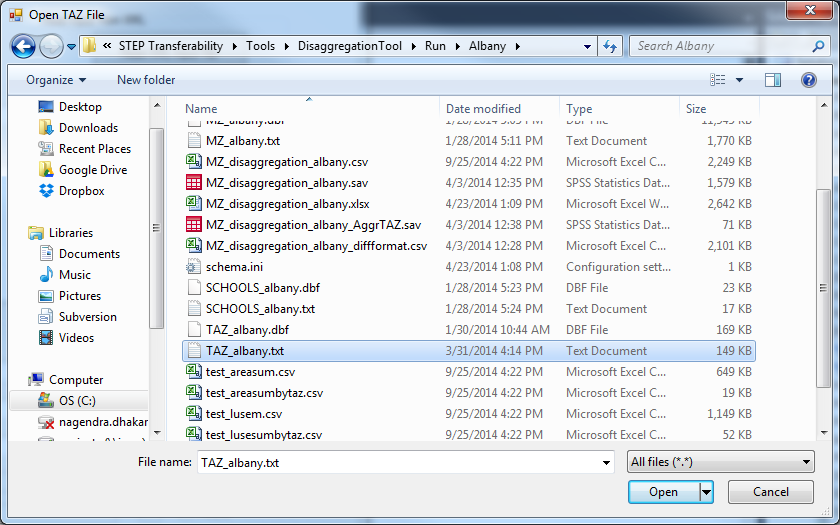 Open TAZ File
« STEP Transferability Tools DisaggregationTool Run Albany
Search Albany
Organize New folder
Desktop
Downloads
Recent Places
Google Drive
Dropbox
Libraries
Documents
Music
Pictures
Subversion
Videos
Computer
OS (C:)
nagendra.dhakar
Name Date modified Type Size
MZ_albany.dbf 1/28/2014 5:05 PM DBF File
MZ_albany.txt 1/28/2014 5:11 PM Text Document 1,770 KB
MZ_disaggregation_albany.csv 9/25/2014 4:22 PM Microsoft Excel C... 2,249 KB
MZ_disaggregation_albany.sav 4/3/2014 12:35 PM SPSS Statistics Dat... 1,579 KB
MZ_disaggregation_albany.xlsx 4/23/2014 1:09 PM Microsoft Excel W... 2,642 KB
MZ_disaggregation_albany_AggrTAZ.sav 4/3/2014 12:38 PM SPSS Statistics Dat... 71 KB
MZ_disaggregation_albany_diffformat.csv 4/3/2014 12:28 PM Microsoft Excel C... 2,101 KB
schema.ini 4/23/2014 1:08 PM Configuration sett... 1 KB
SCHOOLS_albany.dbf 1/28/2014 5:23 PM DBF File 23 KB
SCHOOLS_albany.txt 1/28/2014 5:24 PM Text Document 17 KB
TAZ_albany.dbf 1/30/2014 10:44 AM DBF File 169 KB
TAZ_albany.txt 3/31/2014 4:14 PM Text Document 149 KB
test_areasum.csv 9/25/2014 4:22 PM Microsoft Excel C... 649 KB
test_areasumbytaz.csv 9/25/2014 4:22 PM Microsoft Excel C... 19 KB
test_lusem.csv 9/25/2014 4:22 PM Microsoft Excel C... 1,149 KB
test_lusesumbytaz.csv 9/25/2014 4:22 PM Microsoft Excel C... 52 KB
File name: TAZ_albany.txt All files (*.*)
Open Cancel